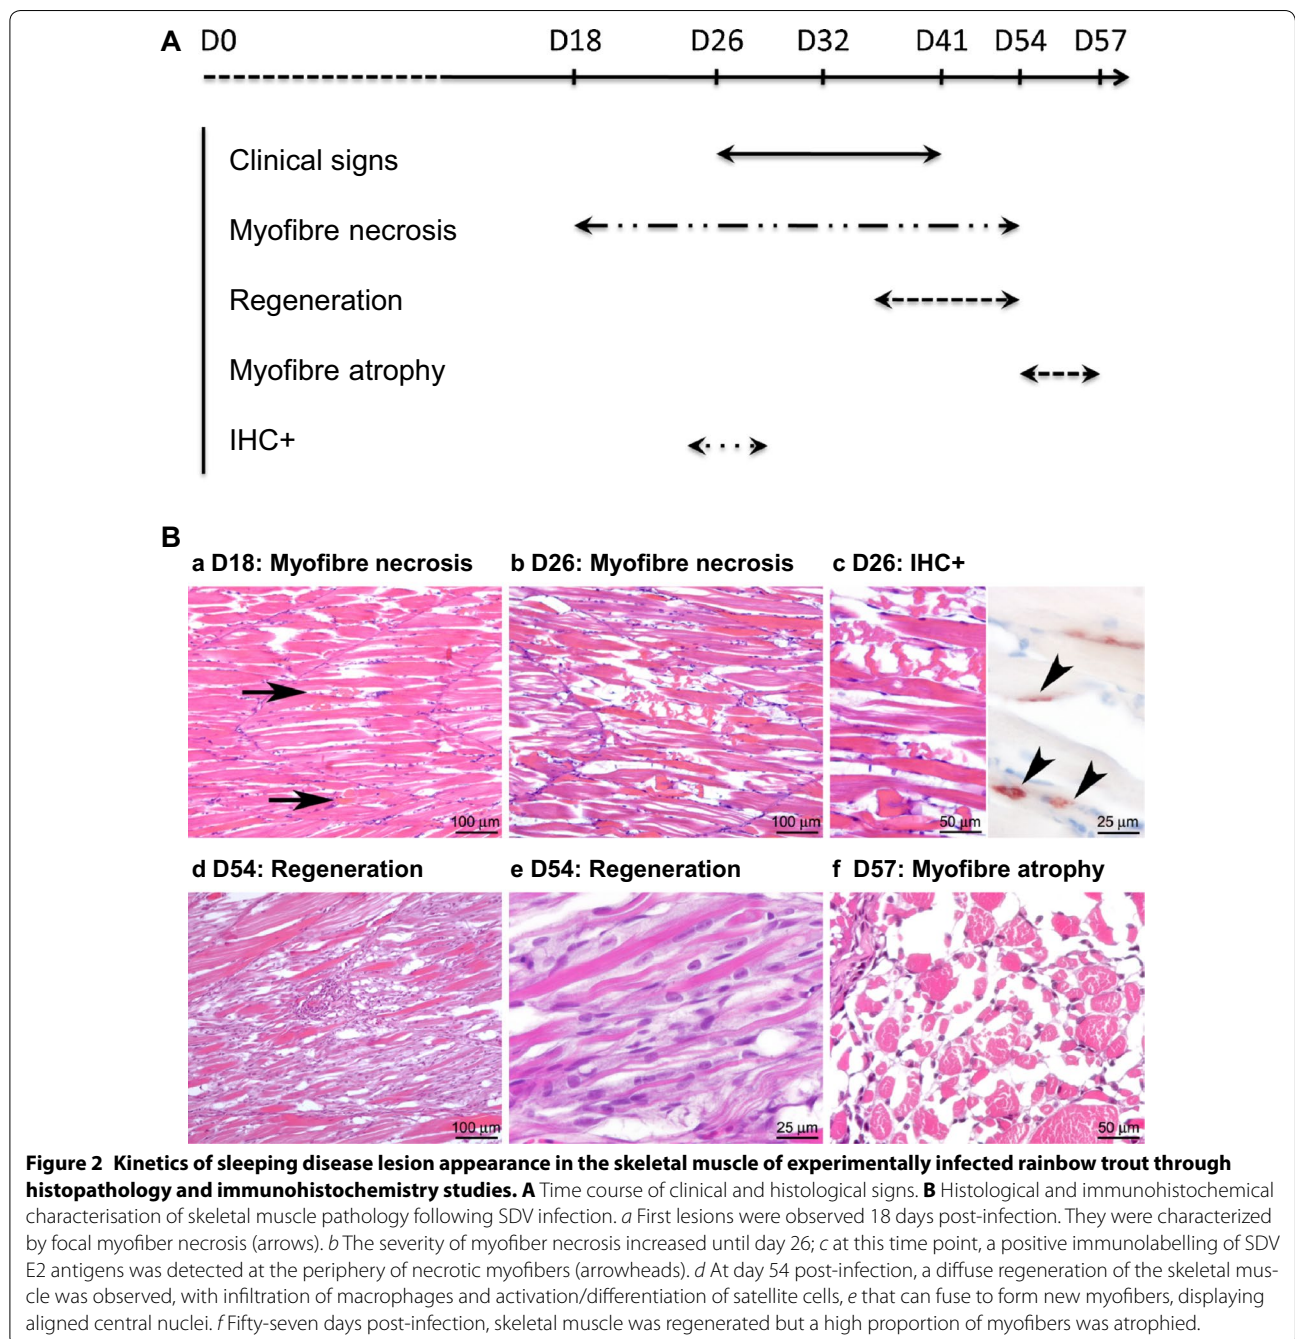 A D0 D18 D26 D32 D41 D54 D57
Clinical signs
Myofibre necrosis
Regeneration
Myofibre atrophy
IHC+
B
a D18: Myofibre necrosis b D26: Myofibre necrosis c D26: IHC+
100 µm 100 µm 50 µm 25 µm
d D54: Regeneration e D54: Regeneration f D57: Myofibre atrophy
100 µm 25 µm 50 µm
Figure 2 Kinetics of sleeping disease lesion appearance in the skeletal muscle of experimentally infected rainbow trout through
histopathology and immunohistochemistry studies. A Time course of clinical and histological signs. B Histological and immunohistochemical
characterisation of skeletal muscle pathology following SDV infection. a First lesions were observed 18 days post-infection. They were characterized
by focal myofiber necrosis (arrows). b The severity of myofiber necrosis increased until day 26; c at this time point, a positive immunolabelling of SDV
E2 antigens was detected at the periphery of necrotic myofibers (arrowheads). d At day 54 post-infection, a diffuse regeneration of the skeletal mus-
cle was observed, with infiltration of macrophages and activation/differentiation of satellite cells, e that can fuse to form new myofibers, displaying
aligned central nuclei. f Fifty-seven days post-infection, skeletal muscle was regenerated but a high proportion of myofibers was atrophied.